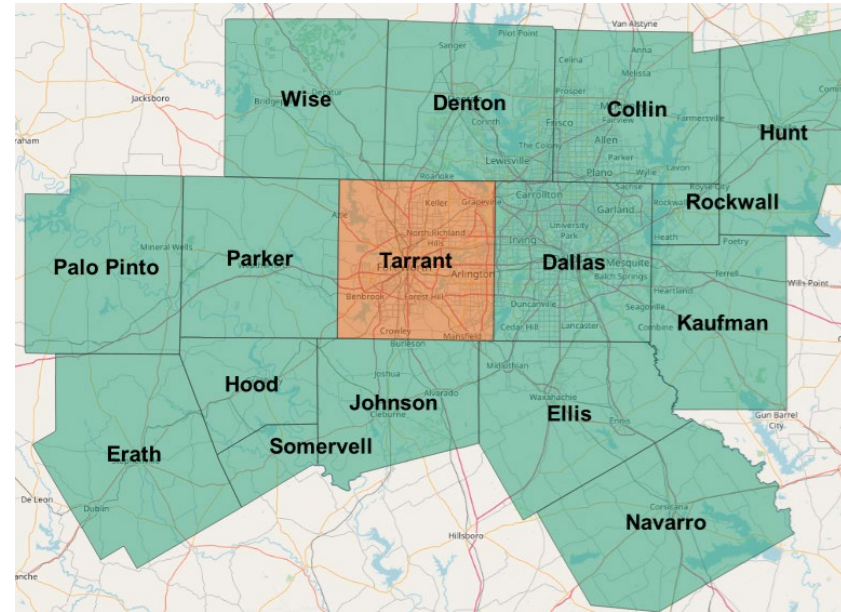 Van Alstyne
Pilot Point
Sanger
Anna
Celina
Melissa
Jacksboro
Decatur
Wise
Denton
Collin
Prosper
Farmersville
Corinth
Frisco
Fairview
Hunt
The Colony
Allen
Parker
Lewisville
Lavon
Plano
Wylie
Roanoke
Sachse
Royse City
Carrollton
Keller
Grapevine
Garland
Rockwall
Azle
North Richland
Hills
University
Park
Heath
Poetry
Mineral Wells
Irving
Palo Pinto
Parker
Tarrant
Dallas
Mesquite
Arlington
Balch Springs
Terrell
Wills Point
Benbrook
Forest Hill
Duncanville
Heartland
Seagoville
Kaufman
Crowley
Mansfield
Cedar Hill
Lancaster
Combine
Burleson
Midlothian
Joshua
Hood
Johnson
Alvarado
Waxahachie
Cleburne
Ellis
Gun Barrel
City
Ennis
Erath
Somervell
De Leon
Dublin
Corsicana
Navarro
Hillsboro